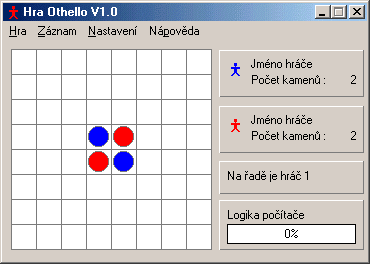 Hra Othello V1.0
Hra Záznam Nastavení Nápověda
Jméno hráče
Počet kamenů : 2
Jméno hráče
Počet kamenů : 2
Na řadě je hráč 1
Logika počítače
0%